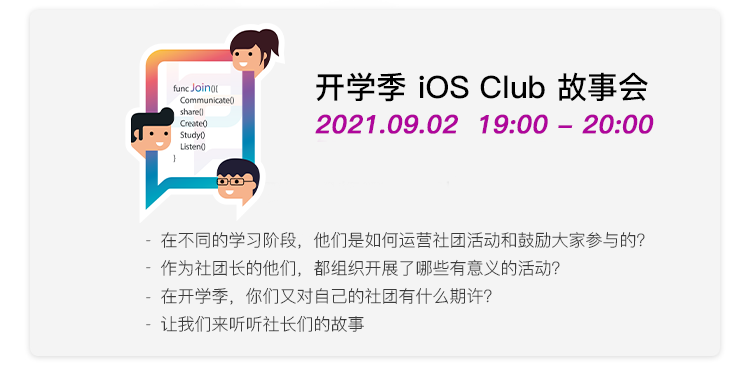 func Join(){
Communicate()
share()
Create()
Study()
Listen()
}
开学季 iOS Club 故事会
2021.09.02 19:00 – 20:00
- 在不同的学习阶段，他们是如何运营社团活动和鼓励大家参与的？
- 作为社团长的他们，都组织开展了哪些有意义的活动？
- 在开学季，你们又对自己的社团有什么期许？
- 让我们来听听社长们的故事